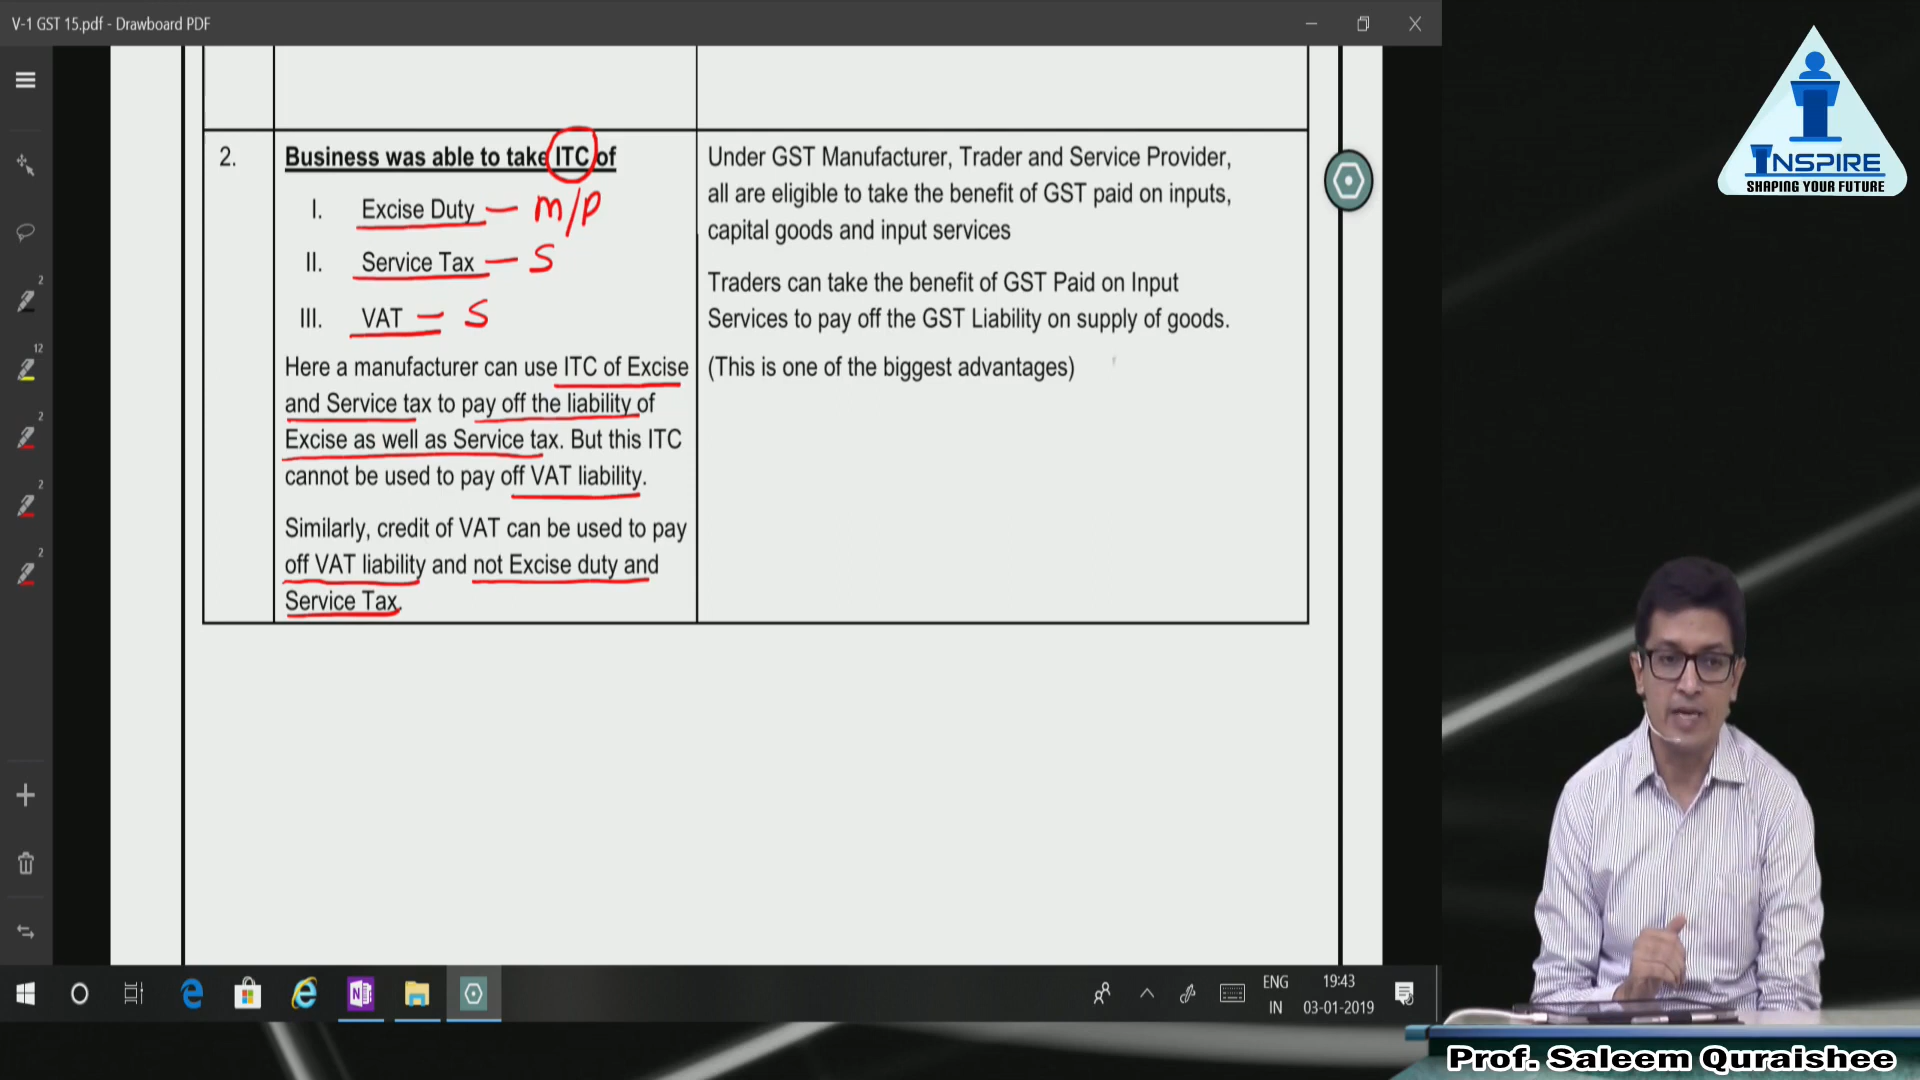 V-1 GST 15.pdf - Drawboard PDF
2.
Business was able to take ITC of
I. Excise Duty — m/p
II. Service Tax — S
III. VAT — S
Here a manufacturer can use ITC of Excise
and Service tax to pay off the liability of
Excise as well as Service tax. But this ITC
cannot be used to pay off VAT liability.
Similarly, credit of VAT can be used to pay
off VAT liability and not Excise duty and
Service Tax.
Under GST Manufacturer, Trader and Service Provider,
all are eligible to take the benefit of GST paid on inputs,
capital goods and input services
Traders can take the benefit of GST Paid on Input
Services to pay off the GST Liability on supply of goods.
(This is one of the biggest advantages)
2
12
2
2
2
INSPIRE
SHAPING YOUR FUTURE
ENG
IN
19:43
03-01-2019
Prof. Saleem Quraishee